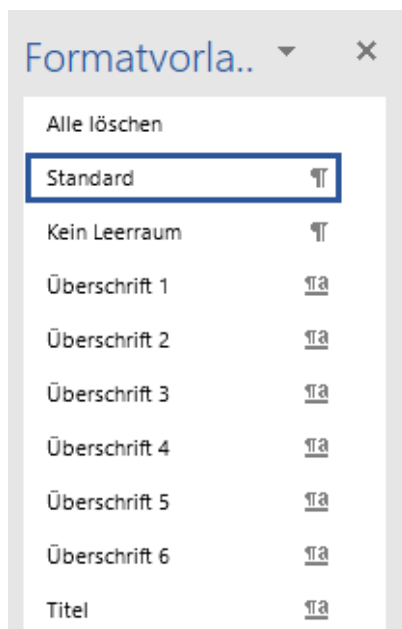 Formatvorla..
Alle löschen
Standard ¶
Kein Leerraum ¶
Überschrift 1 ¶a
Überschrift 2 ¶a
Überschrift 3 ¶a
Überschrift 4 ¶a
Überschrift 5 ¶a
Überschrift 6 ¶a
Titel ¶a